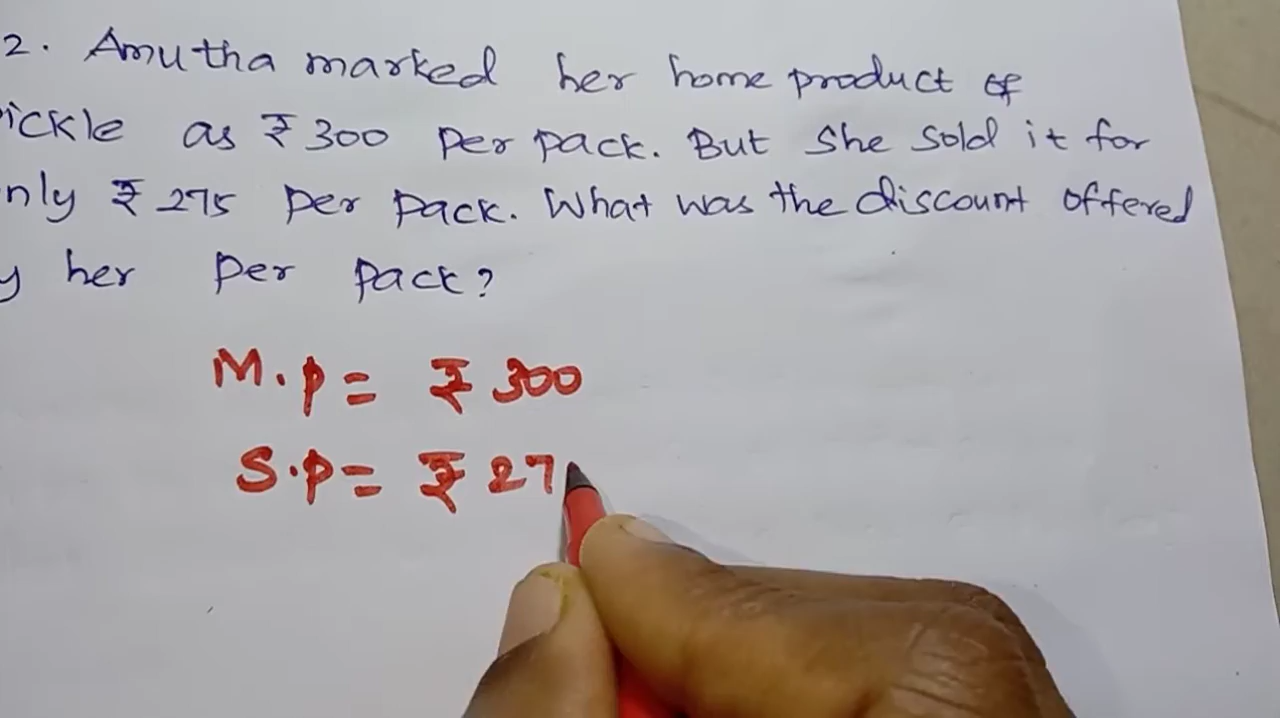 2. Amutha marked her home product of
ickle as ₹ 300 per pack. But she sold it for
nly ₹ 275 per pack. What was the discount offered
y her per pack?
M.P = ₹ 300
S.P = ₹ 27